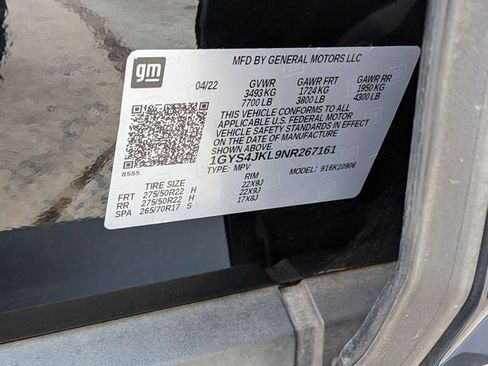 MFD BY GENERAL MOTORS LLC
gm
04/22 GVWR GAWR FRT GAWR RR
3493 KG 1724 KG 1950 KG
7700 LB 3800 LB 4300 LB
THIS VEHICLE CONFORMS TO ALL
APPLICABLE U.S. FEDERAL MOTOR
VEHICLE SAFETY STANDARDS IN EFFECT
ON THE DATE OF MANUFACTURE
SHOWN ABOVE.
1GYS4JKL9NR267161
8555
TYPE: MPV MODEL: 916K10906
TIRE SIZE RIM
FRT 275/50R22 H 22X9J
RR 275/50R22 H 22X9J
SPA 265/70R17 S 17X8J